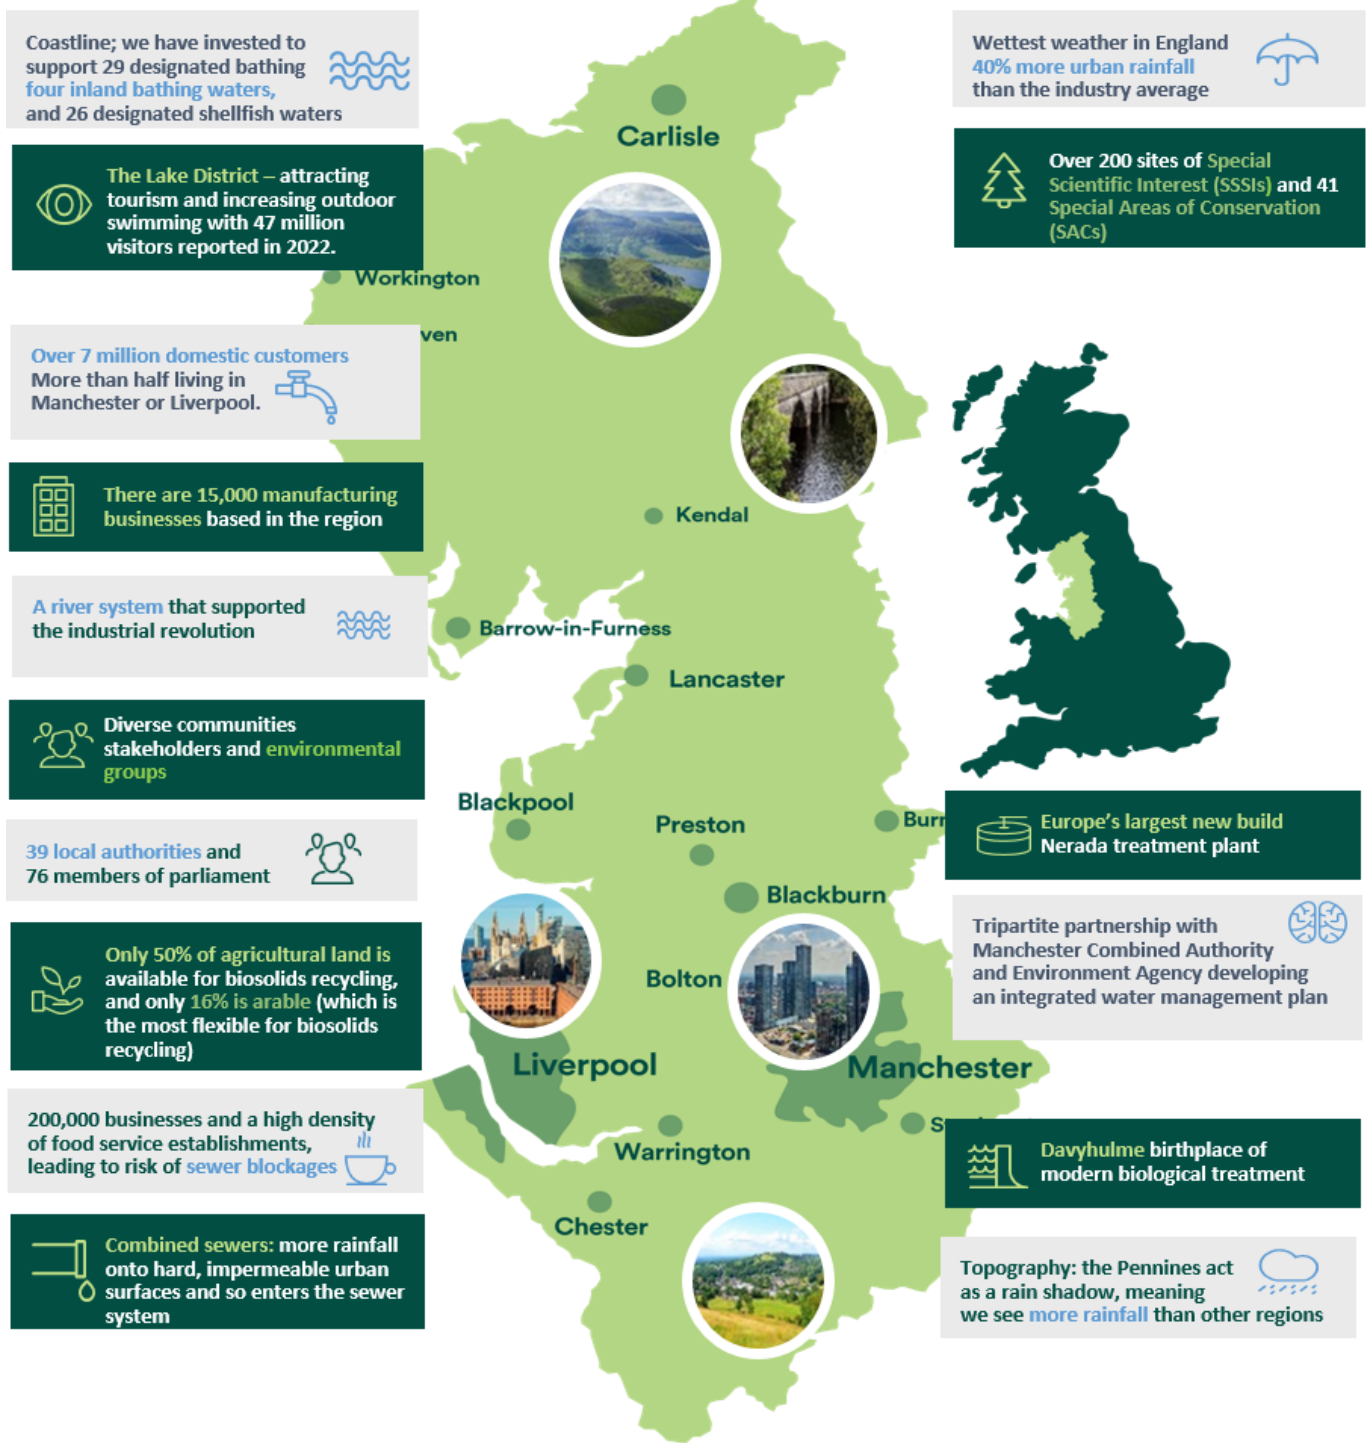 Coastline; we have invested to
support 29 designated bathing
four inland bathing waters,
and 26 designated shellfish waters
The Lake District – attracting
tourism and increasing outdoor
swimming with 47 million
visitors reported in 2022.
Over 7 million domestic customers
More than half living in
Manchester or Liverpool.
There are 15,000 manufacturing
businesses based in the region
A river system that supported
the industrial revolution
Diverse communities
stakeholders and environmental
groups
39 local authorities and
76 members of parliament
Only 50% of agricultural land is
available for biosolids recycling,
and only 16% is arable (which is
the most flexible for biosolids
recycling)
200,000 businesses and a high density
of food service establishments,
leading to risk of sewer blockages
Combined sewers: more rainfall
onto hard, impermeable urban
surfaces and so enters the sewer
system
Carlisle
Workington
ven
Kendal
Barrow-in-Furness
Lancaster
Blackpool
Preston
Burr
Blackburn
Bolton
Liverpool
Manchester
Warrington
Chester
Wettest weather in England
40% more urban rainfall
than the industry average
Over 200 sites of Special
Scientific Interest (SSSIs) and 41
Special Areas of Conservation
(SACs)
Europe's largest new build
Nerada treatment plant
Tripartite partnership with
Manchester Combined Authority
and Environment Agency developing
an integrated water management plan
Davyhulme birthplace of
modern biological treatment
Topography: the Pennines act
as a rain shadow, meaning
we see more rainfall than other regions